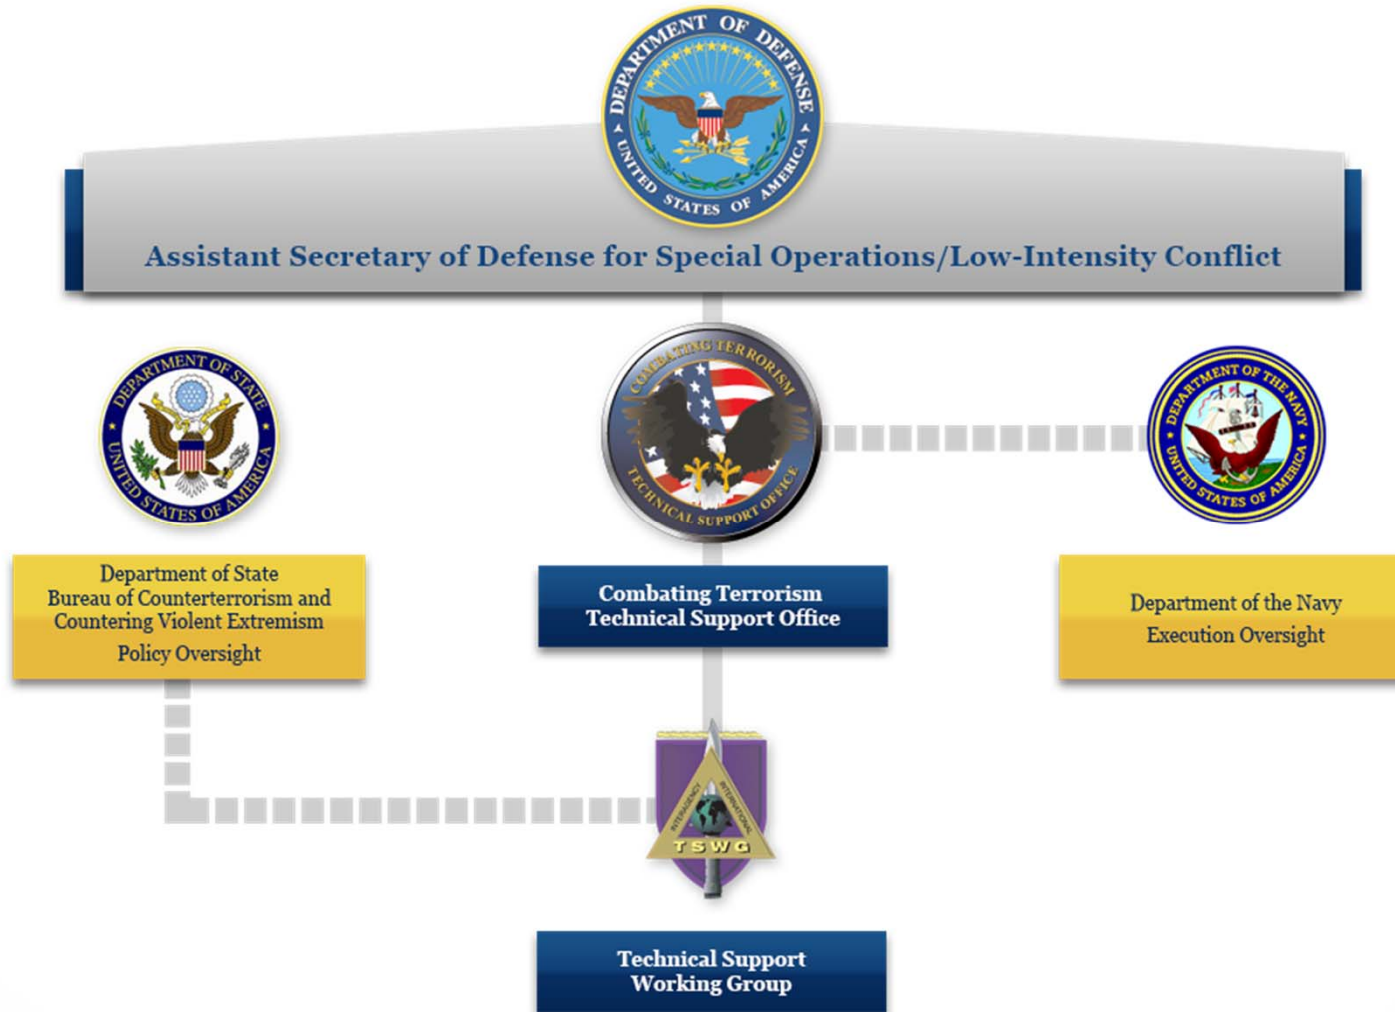 DEPARTMENT OF DEFENSE
UNITED STATES OF AMERICA
Assistant Secretary of Defense for Special Operations/Low-Intensity Conflict
DEPARTMENT OF STATE
UNITED STATES OF AMERICA
COMBATING TERRORISM
TECHNICAL SUPPORT OFFICE
DEPARTMENT OF THE NAVY
UNITED STATES OF AMERICA
Department of State
Bureau of Counterterrorism and
Countering Violent Extremism
Policy Oversight
Combating Terrorism
Technical Support Office
Department of the Navy
Execution Oversight
INTERAGENCY
INTERNATIONAL
TSWG
Technical Support
Working Group